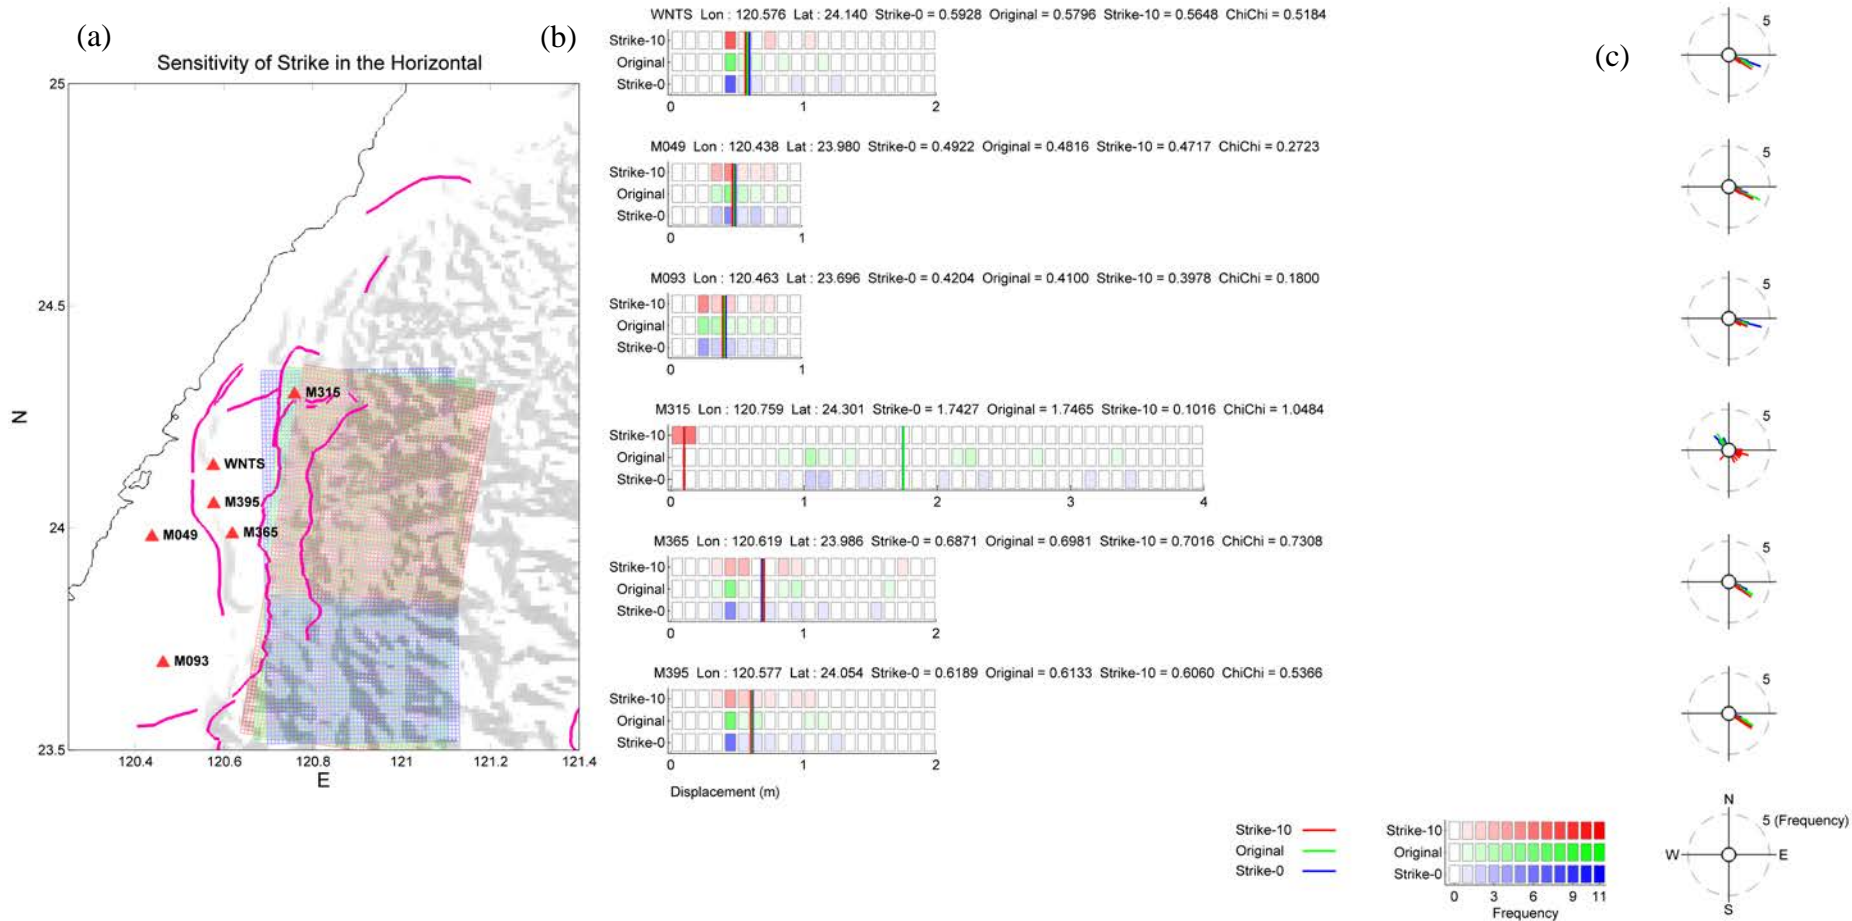 (a)
Sensitivity of Strike in the Horizontal
25
24.5
24
23.5
N
120.4 120.6 120.8 121 121.2 121.4
E
M315
WNTS
M395
M049
M365
M093
(b)
WNTS Lon : 120.576 Lat : 24.140 Strike-0 = 0.5928 Original = 0.5796 Strike-10 = 0.5648 ChiChi = 0.5184
Strike-10
Original
Strike-0
0 1 2
M049 Lon : 120.438 Lat : 23.980 Strike-0 = 0.4922 Original = 0.4816 Strike-10 = 0.4717 ChiChi = 0.2723
Strike-10
Original
Strike-0
0 1
M093 Lon : 120.463 Lat : 23.696 Strike-0 = 0.4204 Original = 0.4100 Strike-10 = 0.3978 ChiChi = 0.1800
Strike-10
Original
Strike-0
0 1
M315 Lon : 120.759 Lat : 24.301 Strike-0 = 1.7427 Original = 1.7465 Strike-10 = 0.1016 ChiChi = 1.0484
Strike-10
Original
Strike-0
0 1 2 3 4
M365 Lon : 120.619 Lat : 23.986 Strike-0 = 0.6871 Original = 0.6981 Strike-10 = 0.7016 ChiChi = 0.7308
Strike-10
Original
Strike-0
0 1 2
M395 Lon : 120.577 Lat : 24.054 Strike-0 = 0.6189 Original = 0.6133 Strike-10 = 0.6060 ChiChi = 0.5366
Strike-10
Original
Strike-0
0 1 2
Displacement (m)
Strike-10
Original
Strike-0
Strike-10
Original
Strike-0
0 3 6 9 11
Frequency
(c)
5
5
5
5
5
5
N
5 (Frequency)
W E
S